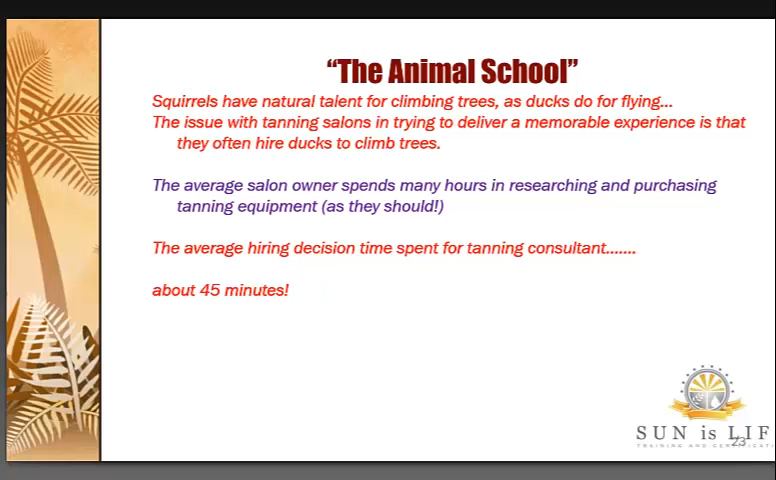 “The Animal School”
Squirrels have natural talent for climbing trees, as ducks do for flying...
The issue with tanning salons in trying to deliver a memorable experience is that
they often hire ducks to climb trees.
The average salon owner spends many hours in researching and purchasing
tanning equipment (as they should!)
The average hiring decision time spent for tanning consultant.......
about 45 minutes!
SUN is LIF
23
TRAINING AND CERTIFICATI